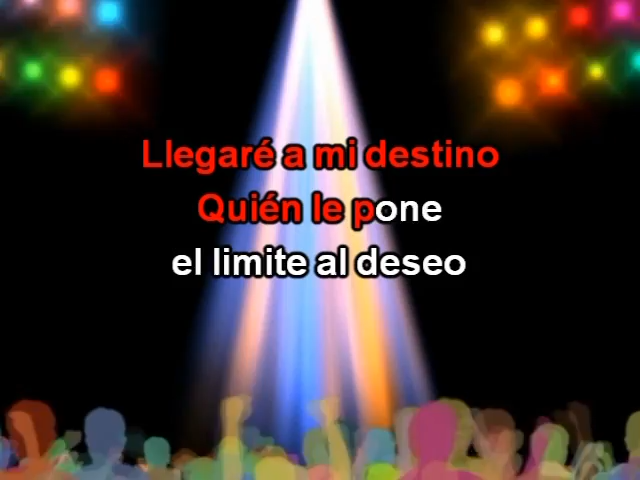 Llegaré a mi destino
Quién le pone
el limite al deseo